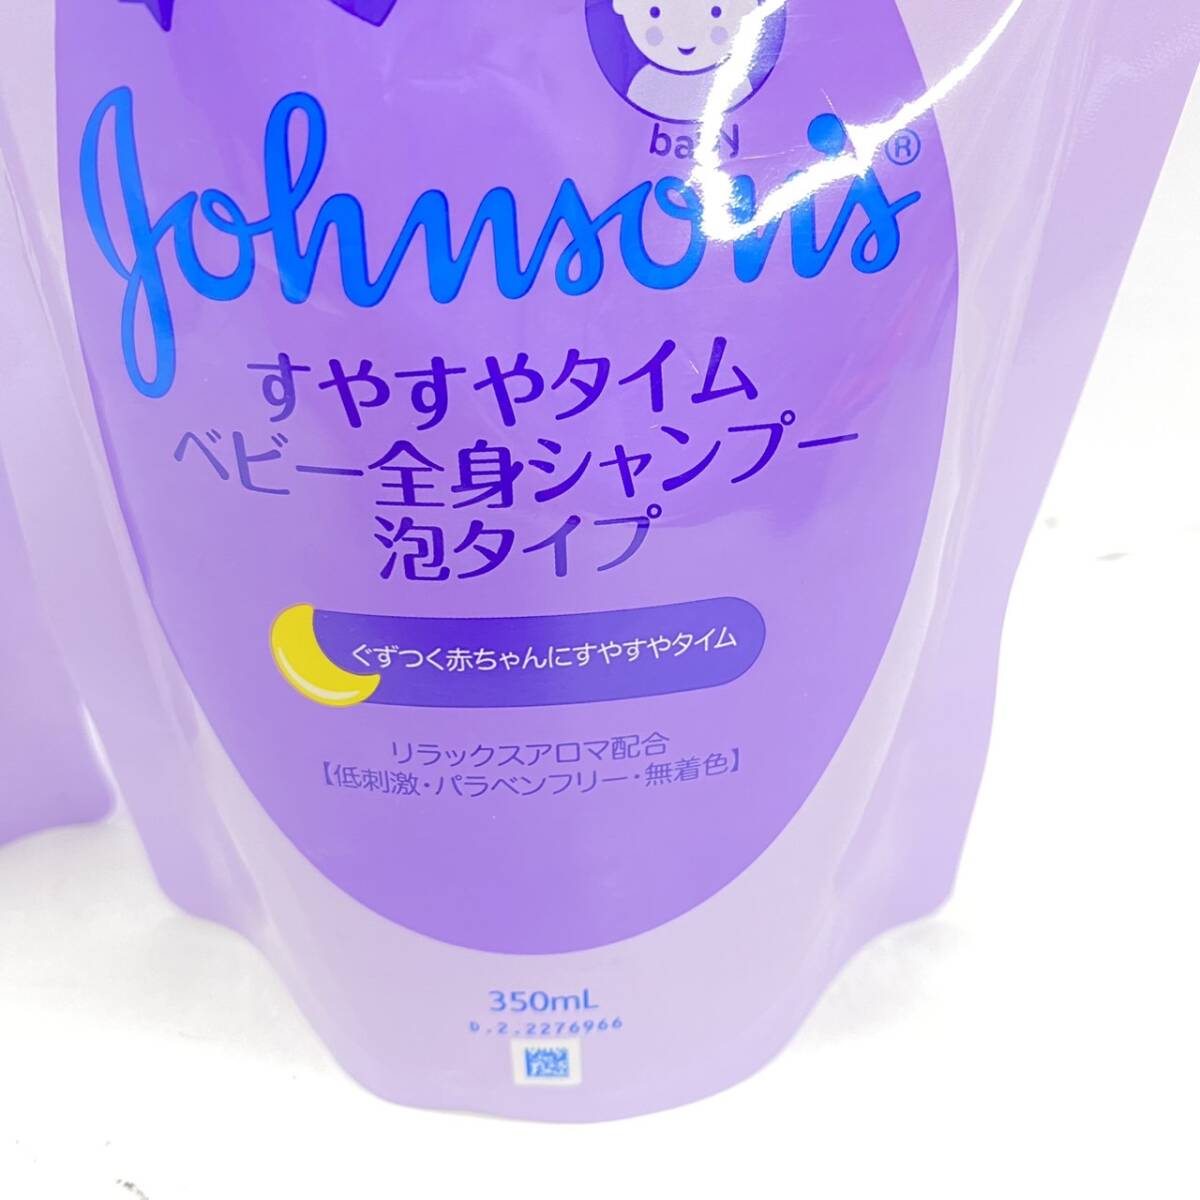 Johnson's®
すやすやタイム
ベビー全身シャンプー
泡タイプ
ぐずつく赤ちゃんにすやすやタイム
リラックスアロマ配合
【低刺激・パラベンフリー・無着色】
350mL
D.2.2276966